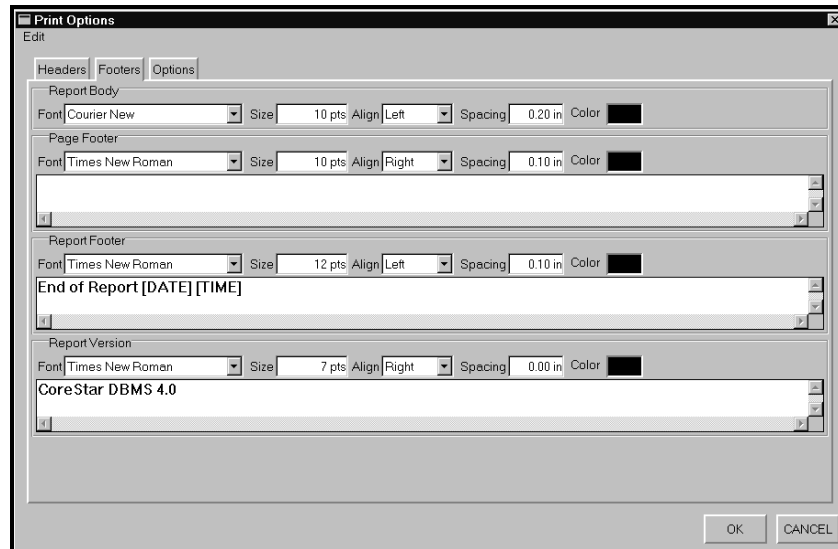 Print Options
Edit
Headers Footers Options
Report Body
Font Courier New Size 10 pts Align Left Spacing 0.20 in Color
Page Footer
Font Times New Roman Size 10 pts Align Right Spacing 0.10 in Color
Report Footer
Font Times New Roman Size 12 pts Align Left Spacing 0.10 in Color
End of Report [DATE] [TIME]
Report Version
Font Times New Roman Size 7 pts Align Right Spacing 0.00 in Color
CoreStar DBMS 4.0
OK CANCEL